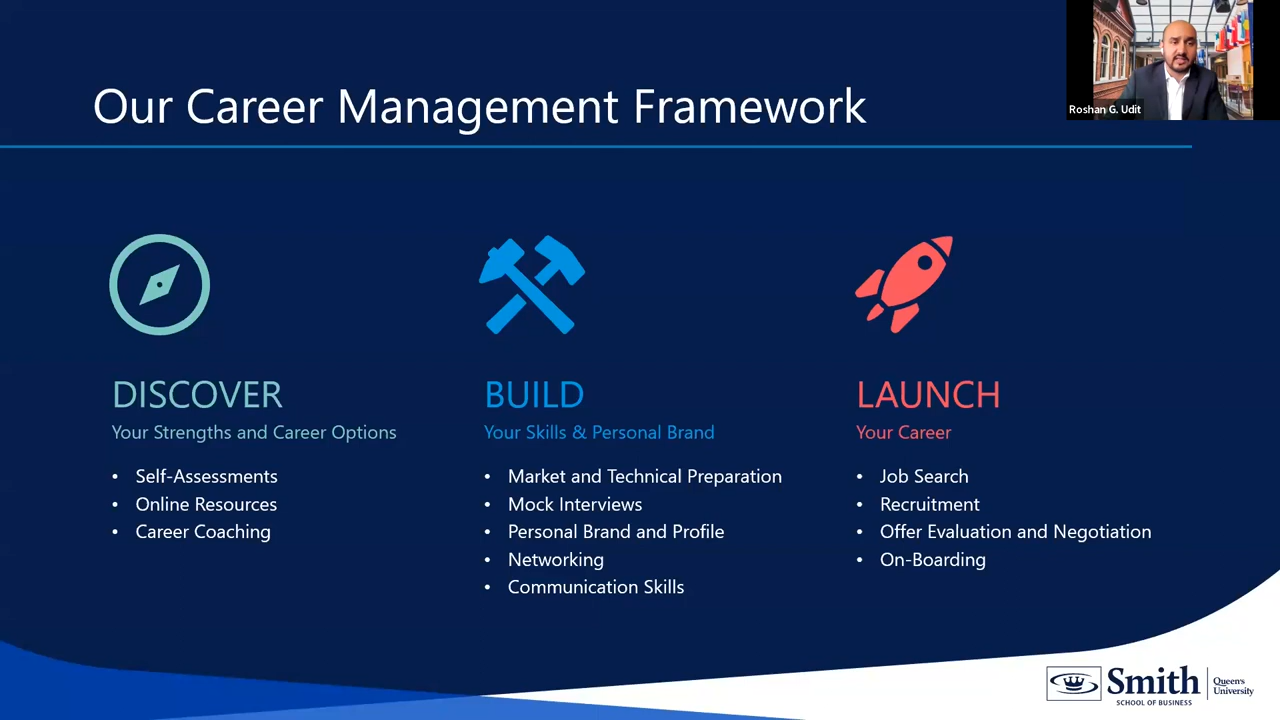 Roshan G. Udit
Our Career Management Framework
DISCOVER
Your Strengths and Career Options
• Self-Assessments
• Online Resources
• Career Coaching
BUILD
Your Skills & Personal Brand
• Market and Technical Preparation
• Mock Interviews
• Personal Brand and Profile
• Networking
• Communication Skills
LAUNCH
Your Career
• Job Search
• Recruitment
• Offer Evaluation and Negotiation
• On-Boarding
Smith
SCHOOL OF BUSINESS
Queen's
University